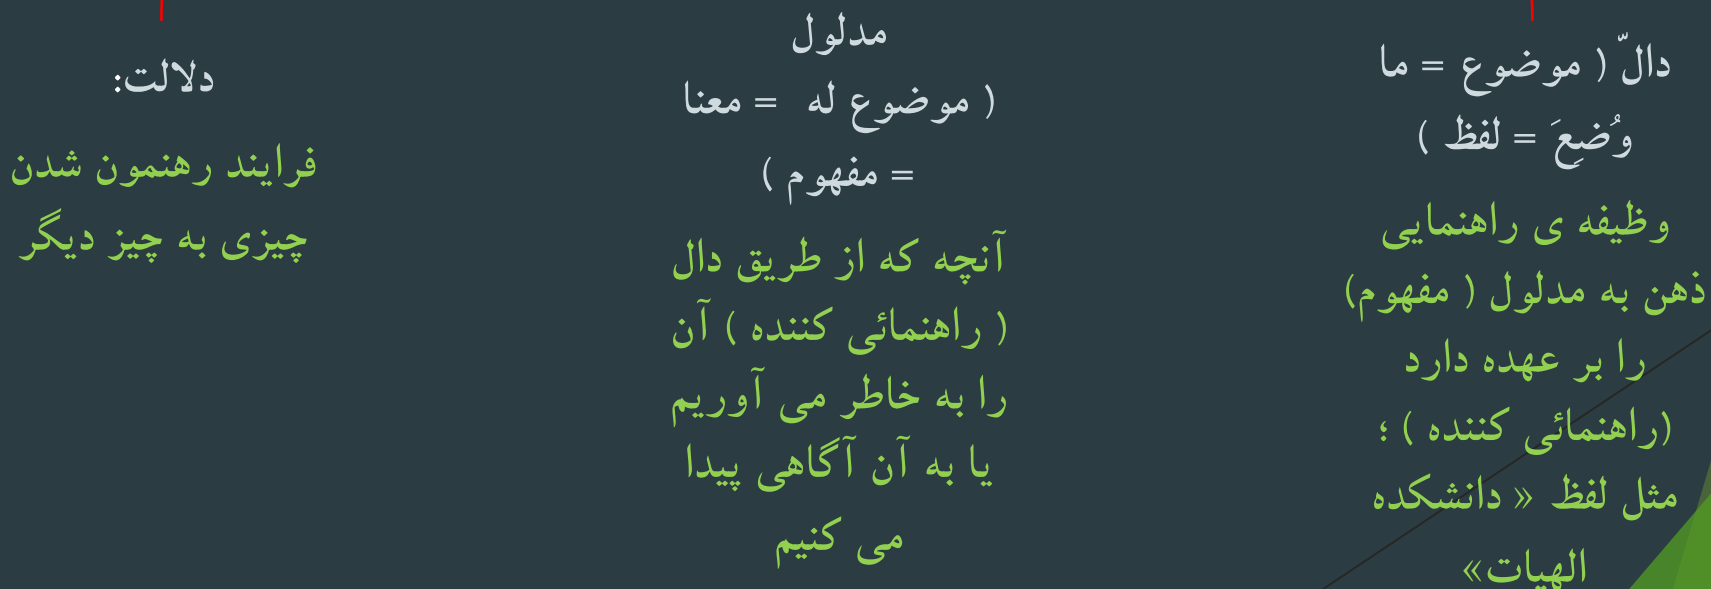 دالّ ( موضوع = ما
وُضِعَ = لفظ )
وظیفه ی راهنمایی
ذهن به مدلول ( مفهوم)
را بر عهده دارد
(راهنمائی کننده ) ؛
مثل لفظ « دانشکده
الهیات»
مدلول
( موضوع له = معنا
= مفهوم )
آنچه که از طریق دال
( راهنمائی کننده ) آن
را به خاطر می آوریم
یا به آن آگاهی پیدا
می کنیم
دلالت:
فرایند رهنمون شدن
چیزی به چیز دیگر